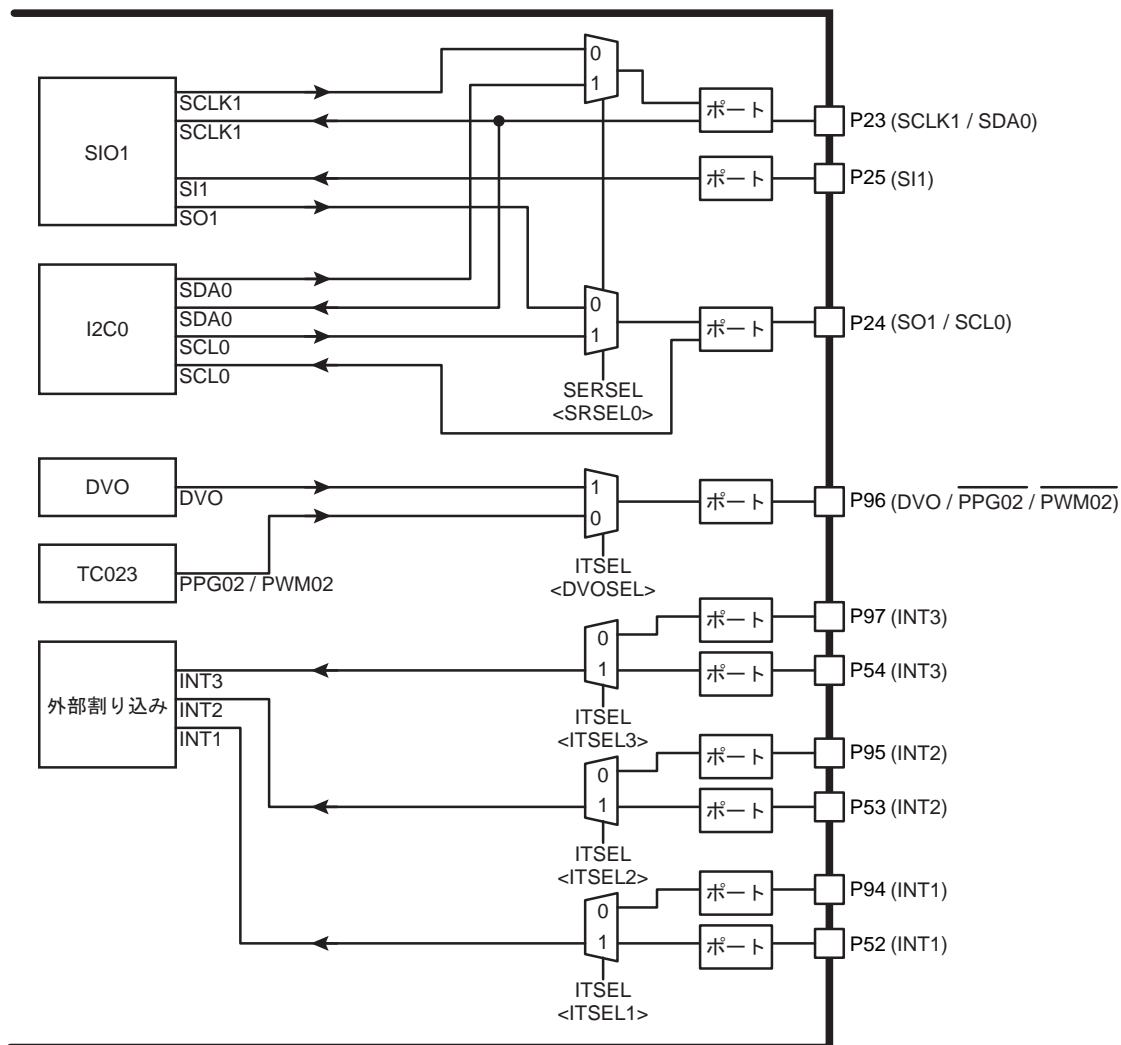 0
1
SCLK1
SCLK1
SIO1
SI1
SO1
ポート
P23 (SCLK1 / SDA0)
ポート
P25 (SI1)
SDA0
SDA0
I2C0
SCL0
SCL0
0
1
ポート
P24 (SO1 / SCL0)
SERSEL
<SRSEL0>
DVO
DVO
1
0
ポート
P96 (DVO / PPG02 / PWM02)
TC023
PPG02 / PWM02
ITSEL
<DVOSEL>
ポート
P97 (INT3)
0
1
ポート
P54 (INT3)
外部割り込み
INT3
INT2
INT1
ITSEL
<ITSEL3>
ポート
P95 (INT2)
0
1
ポート
P53 (INT2)
ITSEL
<ITSEL2>
ポート
P94 (INT1)
0
1
ポート
P52 (INT1)
ITSEL
<ITSEL1>